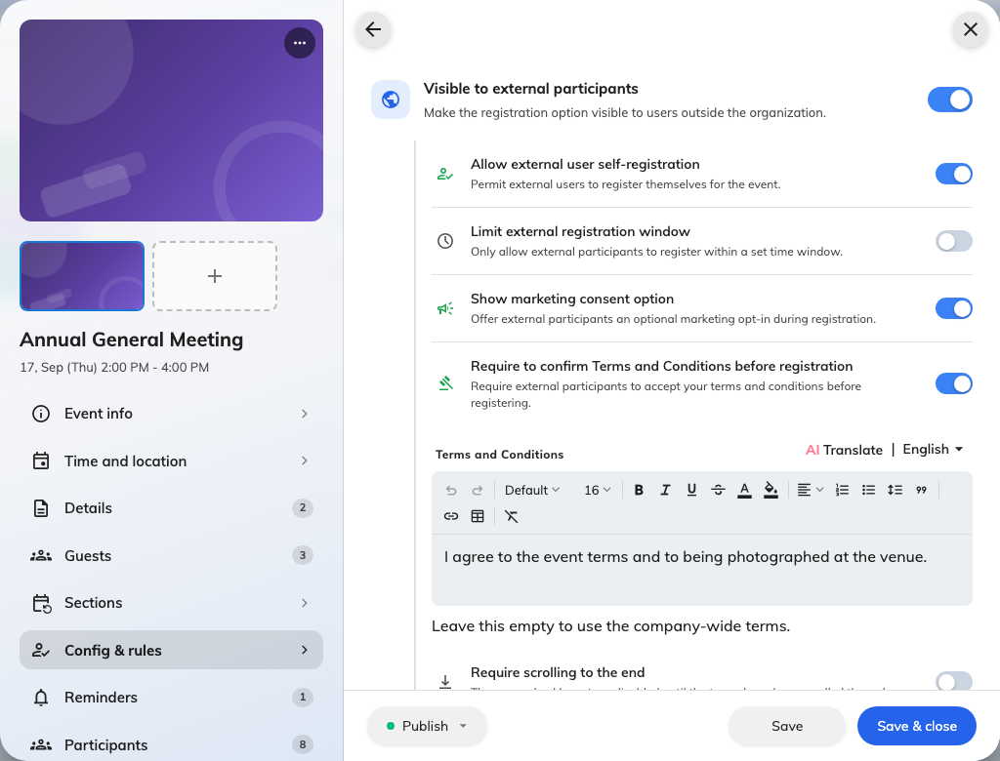 Annual General Meeting
17, Sep (Thu) 2:00 PM - 4:00 PM
Event info
Time and location
Details 2
Guests 3
Sections
Config & rules
Reminders 1
Participants 8
Visible to external participants
Make the registration option visible to users outside the organization.
Allow external user self-registration
Permit external users to register themselves for the event.
Limit external registration window
Only allow external participants to register within a set time window.
Show marketing consent option
Offer external participants an optional marketing opt-in during registration.
Require to confirm Terms and Conditions before registration
Require external participants to accept your terms and conditions before
registering.
Terms and Conditions
AI Translate | English
Default 16 B I U S A
I agree to the event terms and to being photographed at the venue.
Leave this empty to use the company-wide terms.
Require scrolling to the end
Publish
Save
Save & close